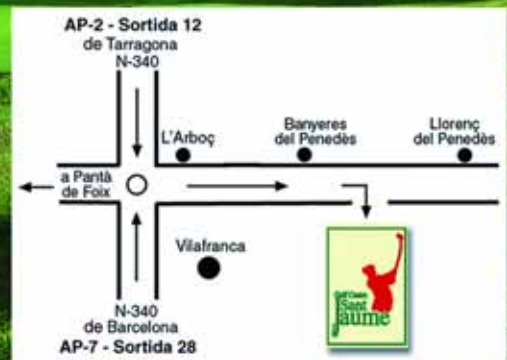 AP-2 - Sortida 12
de Tarragona
N-340
L'Arboç
Banyeres
del Penedès
Llorenç
del Penedès
a Pantà
de Foix
Vilafranca
Golf Centre
Sant
Jaume
N-340
de Barcelona
AP-7 - Sortida 28